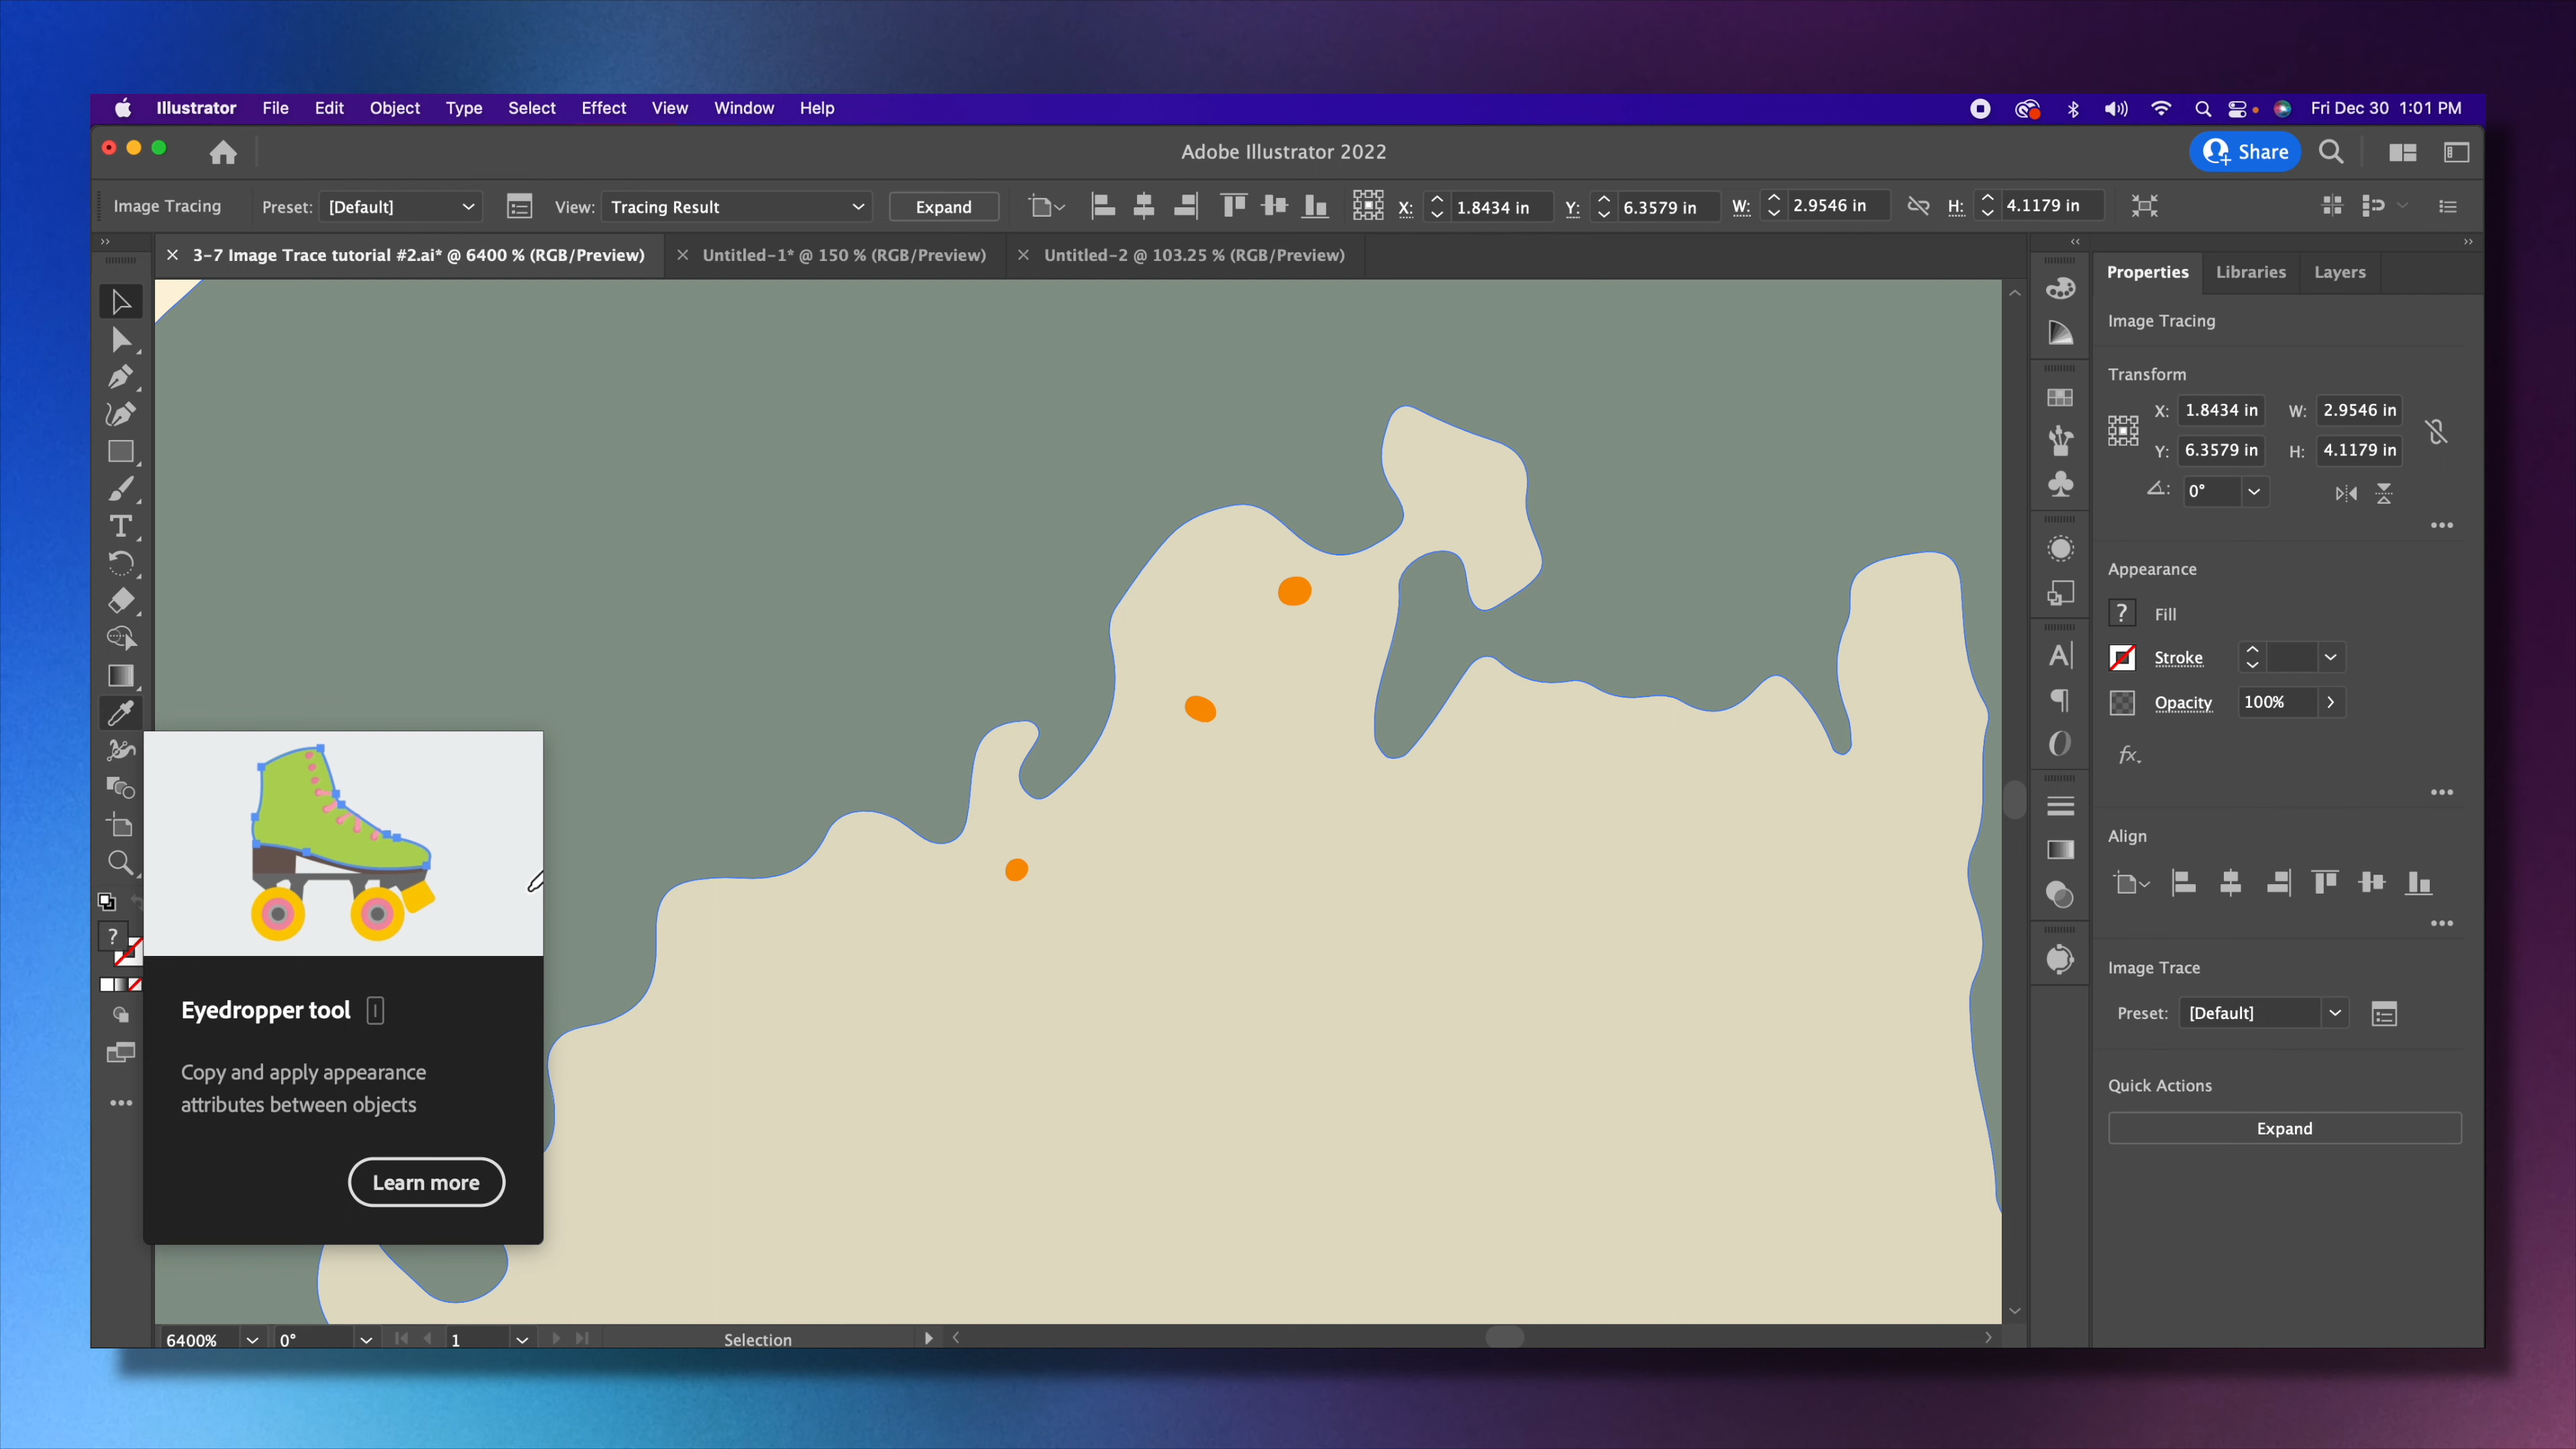 Illustrator File Edit Object Type Select Effect View Window Help Fri Dec 30 1:01 PM
Adobe Illustrator 2022 Share
Image Tracing Preset: [Default] View: Tracing Result Expand X: 1.8434 in Y: 6.3579 in W: 2.9546 in H: 4.1179 in
3-7 Image Trace tutorial #2.ai* @ 6400 % (RGB/Preview) Untitled-1* @ 150 % (RGB/Preview) Untitled-2 @ 103.25 % (RGB/Preview)
Properties Libraries Layers
Image Tracing
Transform
X: 1.8434 in W: 2.9546 in
Y: 6.3579 in H: 4.1179 in
0°
Appearance
? Fill
Stroke
Opacity 100%
fx.
Align
Image Trace
Preset: [Default]
Quick Actions
Expand
?
Eyedropper tool I
Copy and apply appearance
attributes between objects
Learn more
6400% 0° 1 Selection